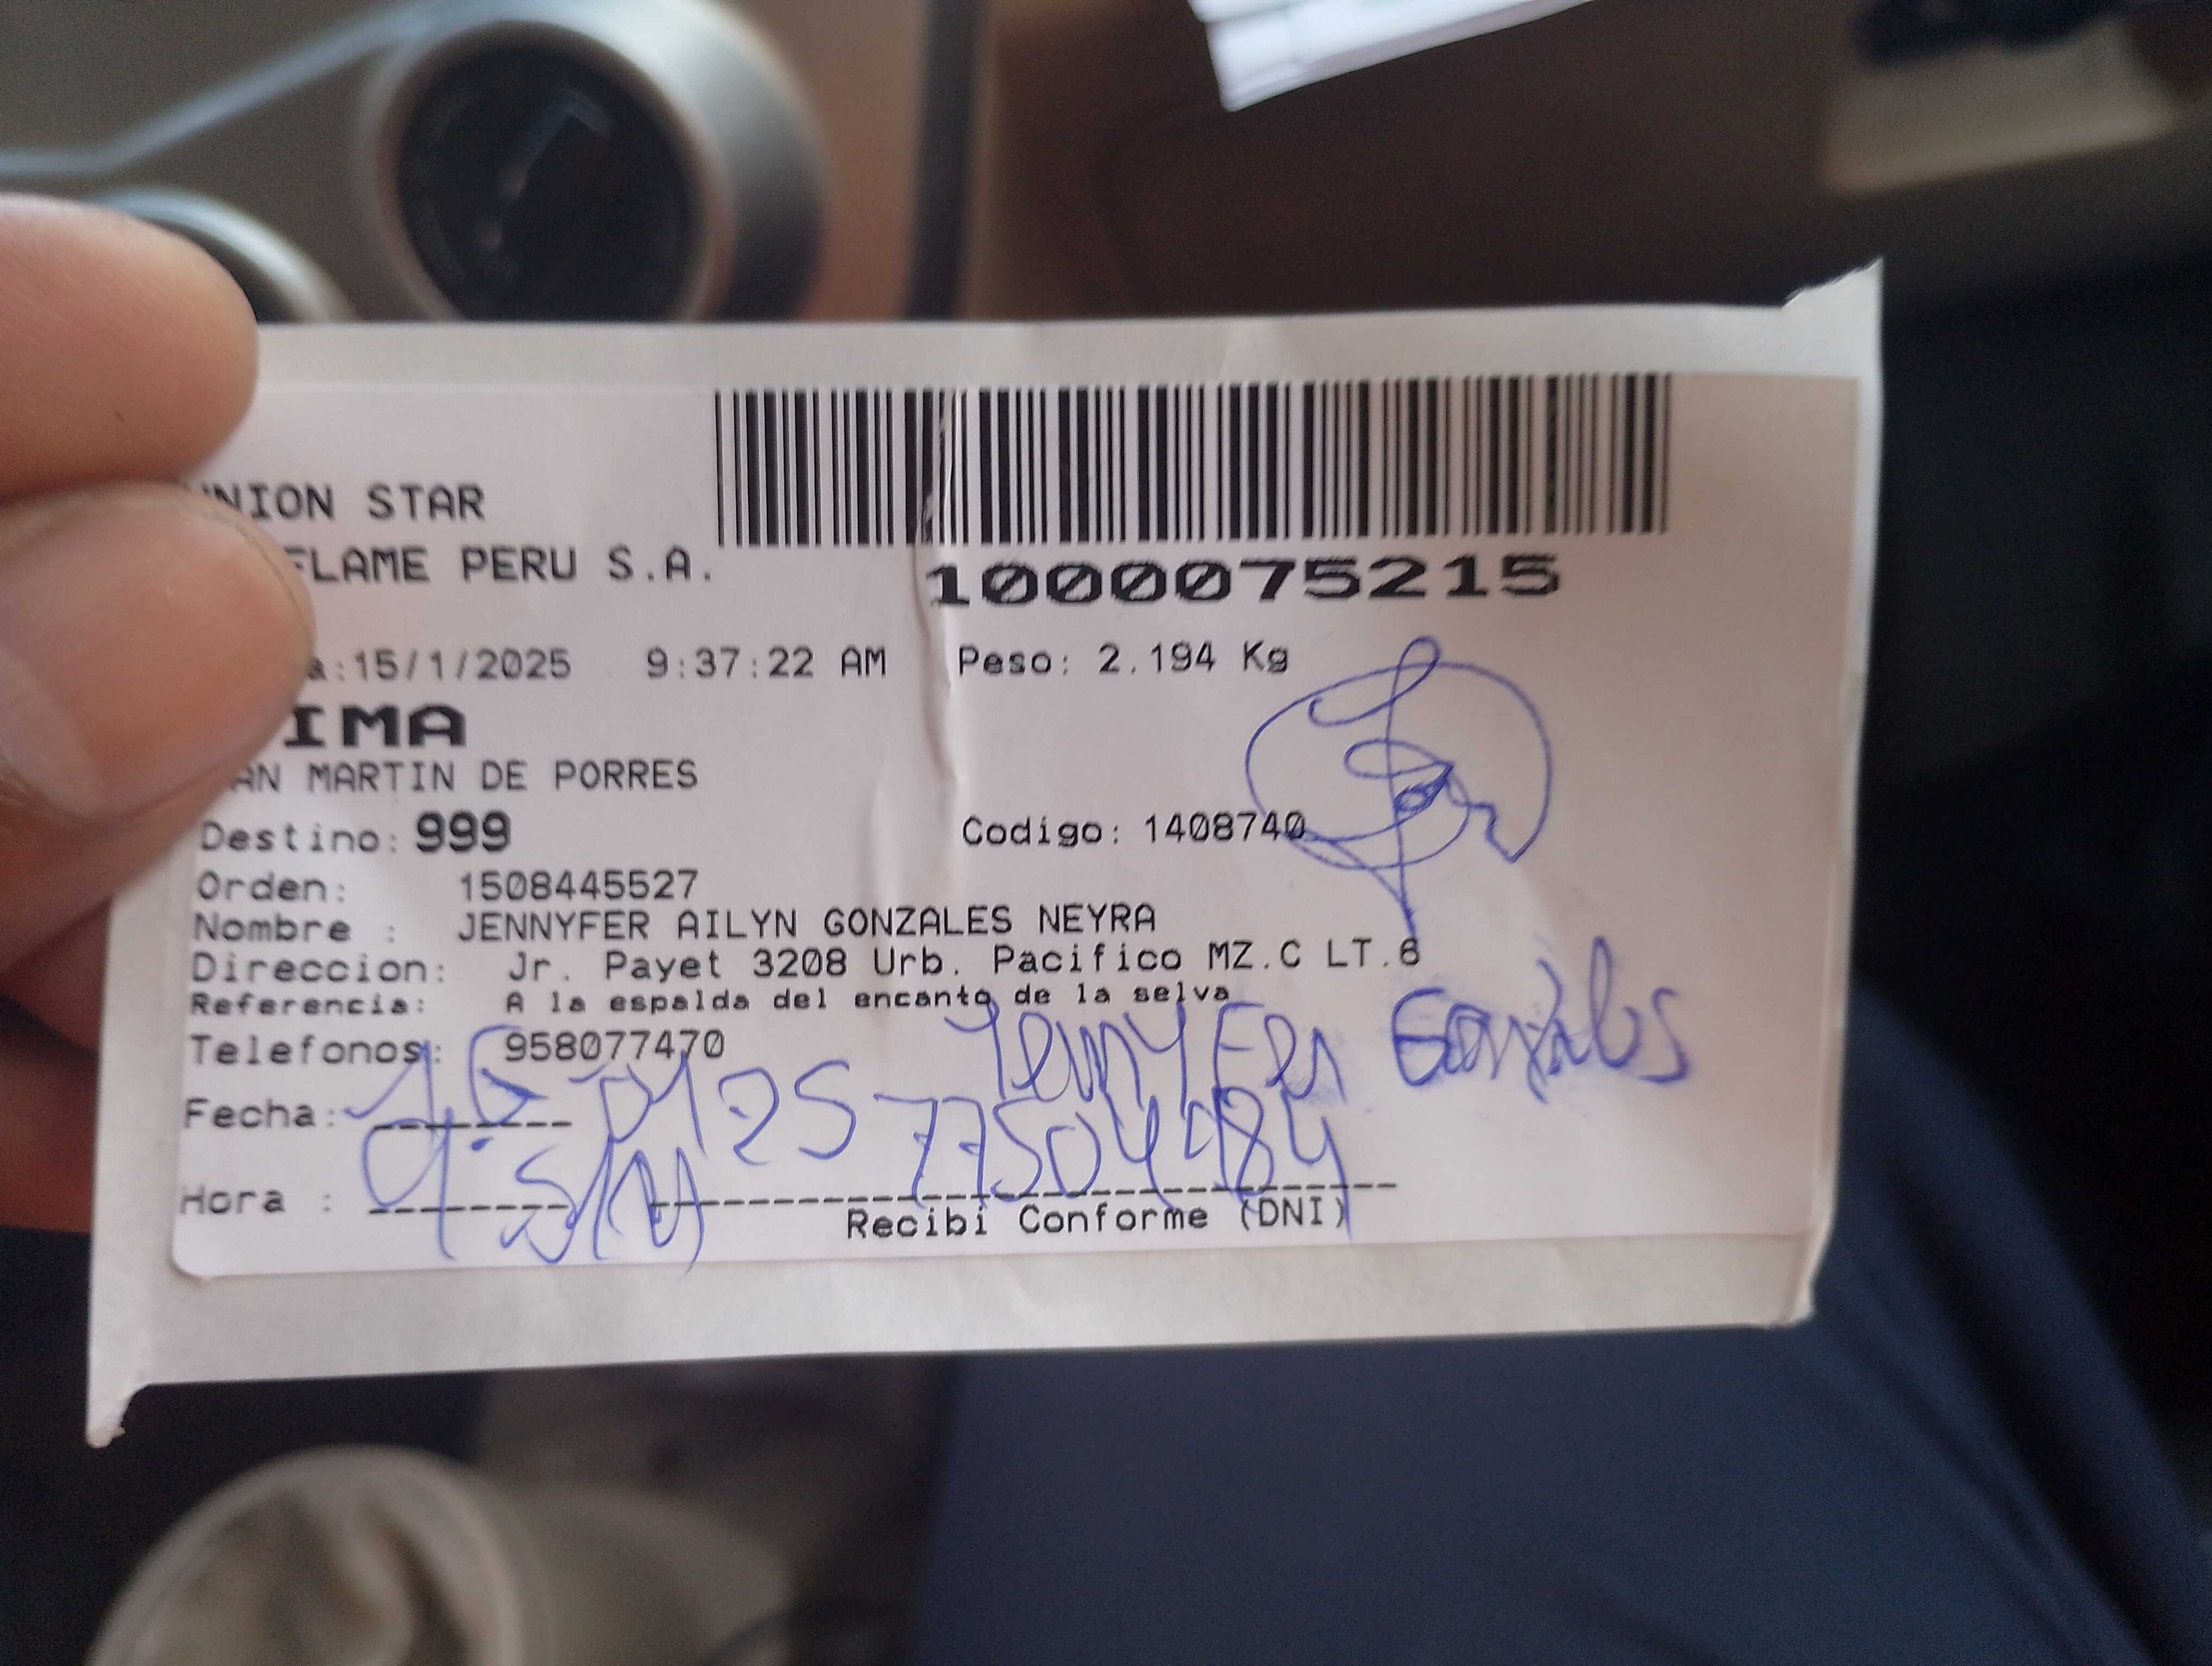 UNION STAR
FLAME PERU S.A.
1000075215
a:15/1/2025 9:37:22 AM Peso: 2.194 Kg
IMA
AN MARTIN DE PORRES
Destino: 999 Codigo: 1408740
Orden: 1508445527
Nombre : JENNYFER AILYN GONZALES NEYRA
Direccion: Jr. Payet 3208 Urb. Pacifico MZ.C LT.6
Referencia: A la espalda del encanto de la selva
Telefonos: 958077470
Jennyfer Gonzales
Fecha: 01 25 77504484
Hora :
Recibi Conforme (DNI)